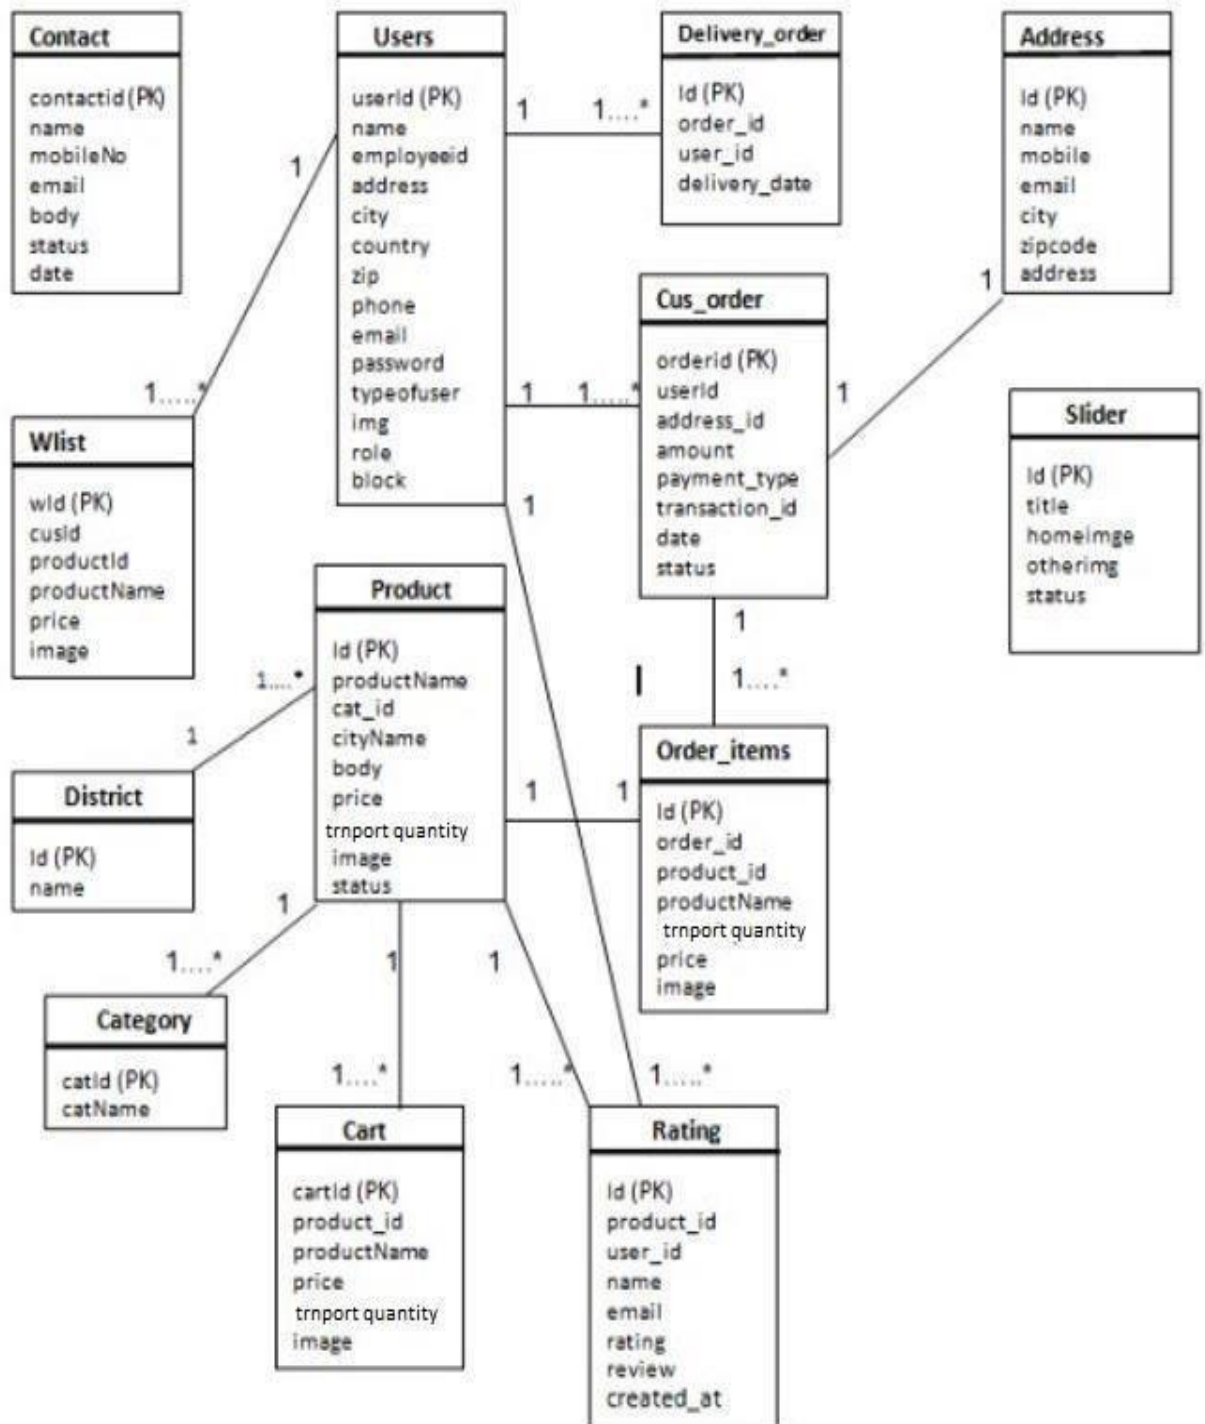 Contact
contactid (PK)
name
mobileNo
email
body
status
date
Users
userId (PK)
name
employeeid
address
city
country
zip
phone
email
password
typeofuser
img
role
block
Delivery_order
Id (PK)
order_id
user_id
delivery_date
Address
Id (PK)
name
mobile
email
city
zipcode
address
1
1....*
1
1.....*
1
1.....*
1
1
Cus_order
orderid (PK)
userId
address_id
amount
payment_type
transaction_id
date
status
Slider
Id (PK)
title
homeimge
otherimg
status
Wlist
wId (PK)
cusId
productId
productName
price
image
1
Product
Id (PK)
productName
cat_id
cityName
body
price
trnport quantity
image
status
1....*
1
1
1....*
District
Id (PK)
name
1
1
Order_items
Id (PK)
order_id
product_id
productName
trnport quantity
price
image
1
1....*
1
1
Category
catId (PK)
catName
1....*
1.....*
1.....*
Cart
cartId (PK)
product_id
productName
price
trnport quantity
image
Rating
Id (PK)
product_id
user_id
name
email
rating
review
created_at